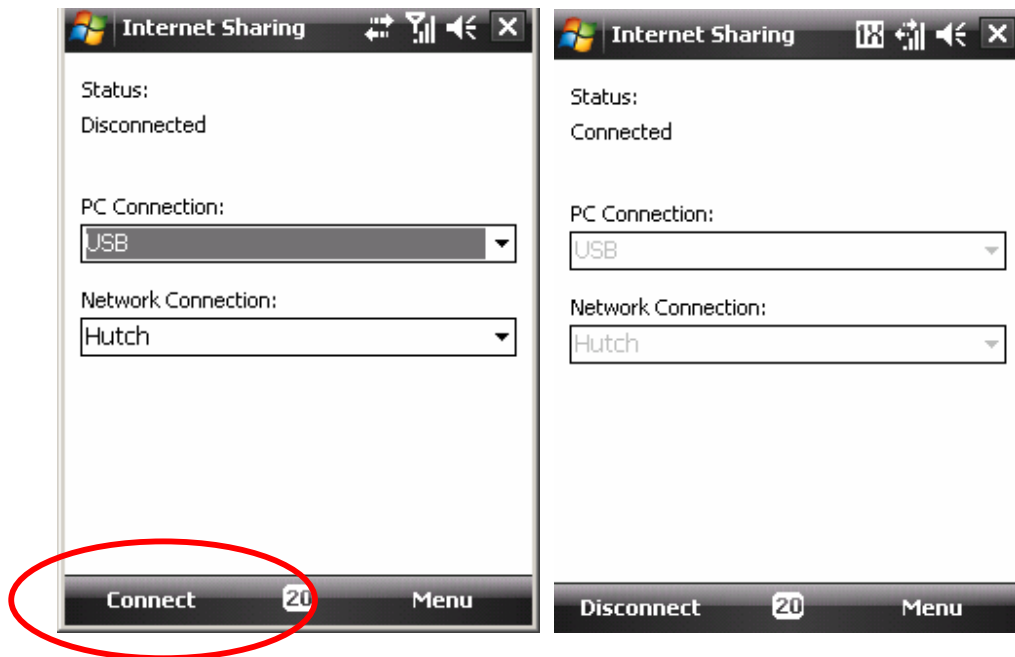 Internet Sharing
Status:
Disconnected
PC Connection:
USB
Network Connection:
Hutch
Connect 20 Menu
Internet Sharing 1X
Status:
Connected
PC Connection:
USB
Network Connection:
Hutch
Disconnect 20 Menu